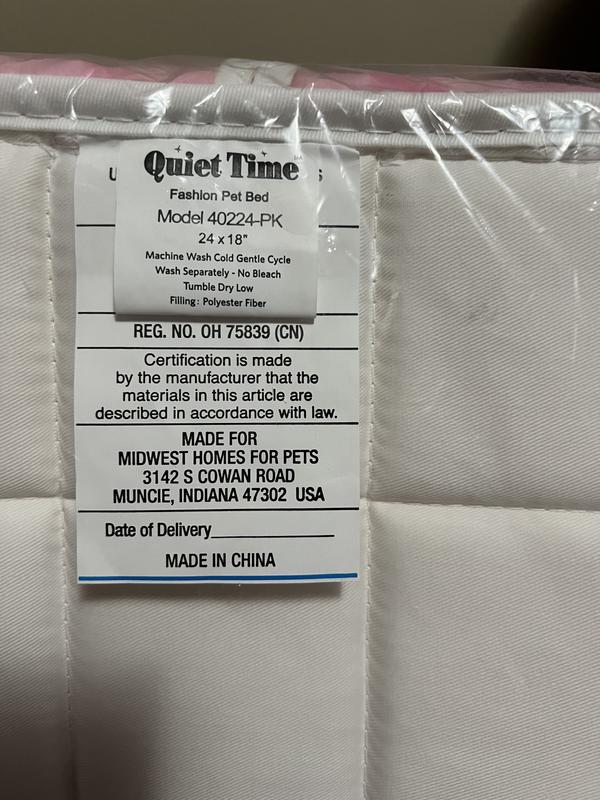 Quiet Time™
Fashion Pet Bed
Model 40224-PK
24 x 18"
Machine Wash Cold Gentle Cycle
Wash Separately - No Bleach
Tumble Dry Low
Filling: Polyester Fiber
REG. NO. OH 75839 (CN)
Certification is made
by the manufacturer that the
materials in this article are
described in accordance with law.
MADE FOR
MIDWEST HOMES FOR PETS
3142 S COWAN ROAD
MUNCIE, INDIANA 47302 USA
Date of Delivery
MADE IN CHINA